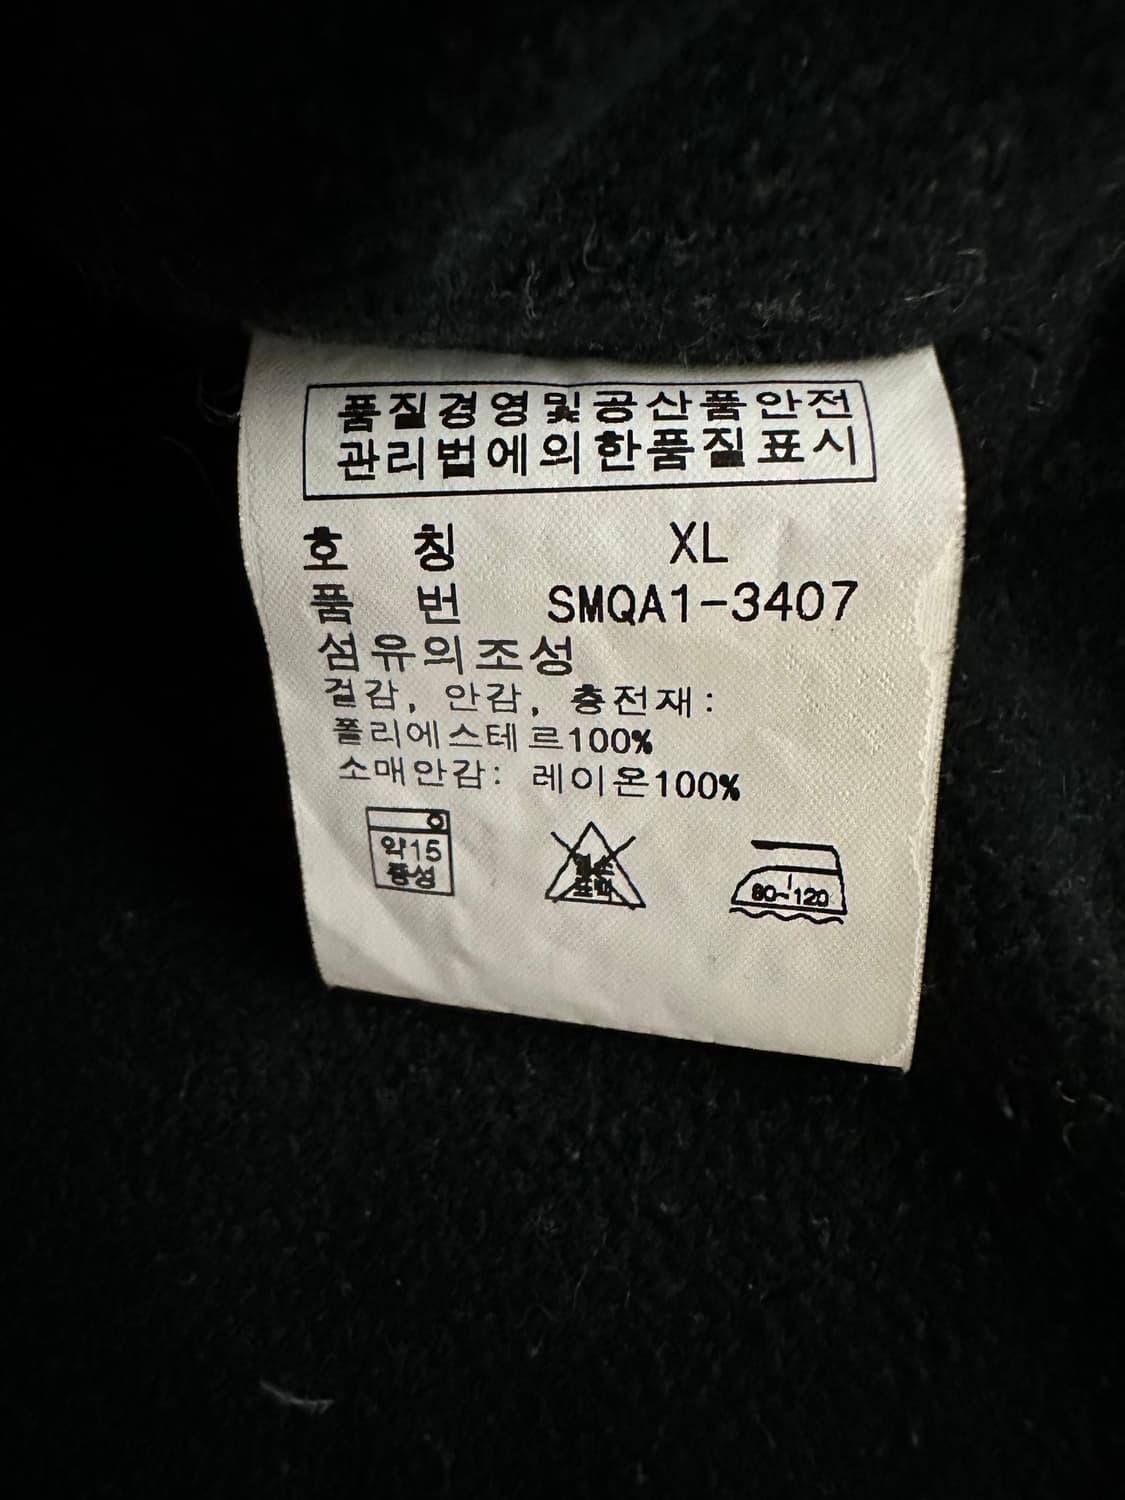 품질경영및공산품안전
관리법에의한품질표시
호 칭 XL
품 번 SMQA1-3407
섬유의조성
겉감, 안감, 충전재:
폴리에스테르100%
소매안감: 레이온100%
약15
중성
80~120